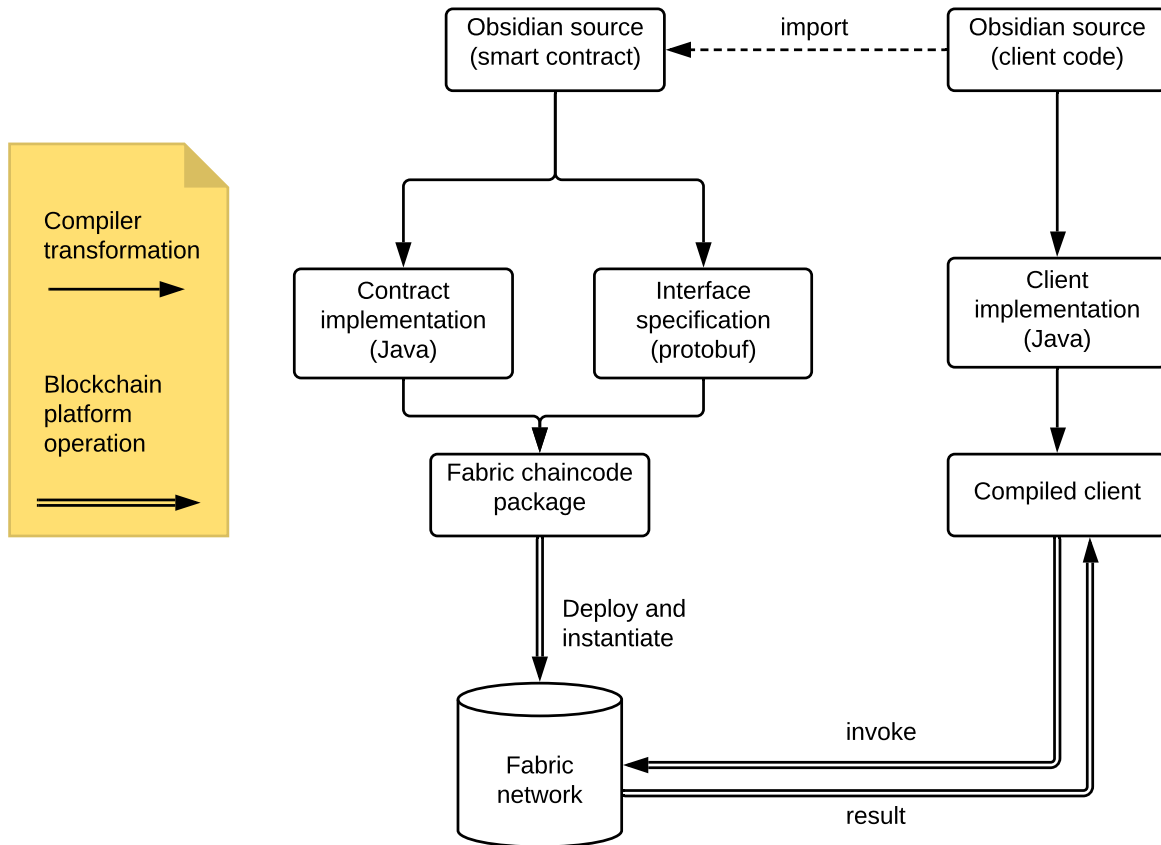 Obsidian source
(smart contract)
import
Obsidian source
(client code)
Compiler
transformation
Blockchain
platform
operation
Contract
implementation
(Java)
Interface
specification
(protobuf)
Client
implementation
(Java)
Fabric chaincode
package
Compiled client
Deploy and
instantiate
Fabric
network
invoke
result